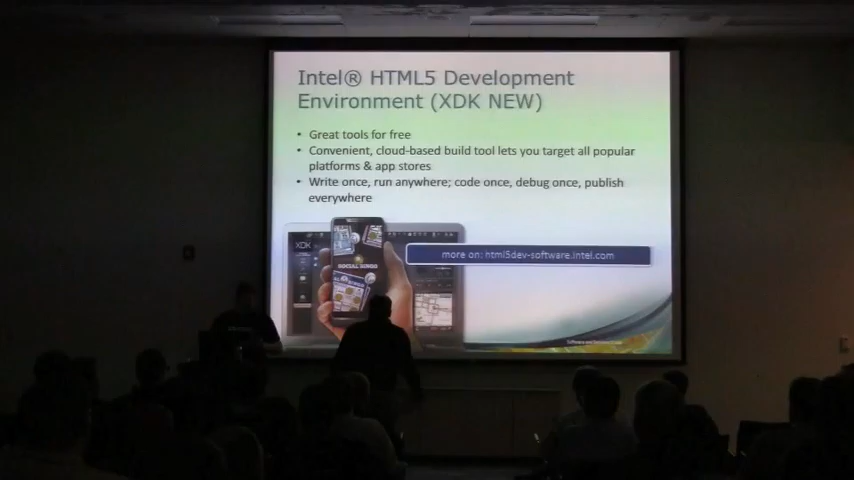 Intel® HTML5 Development
Environment (XDK NEW)
• Great tools for free
• Convenient, cloud-based build tool lets you target all popular
platforms & app stores
• Write once, run anywhere; code once, debug once, publish
everywhere
XDK
SOCIAL BINGO
more on: html5dev-software.intel.com